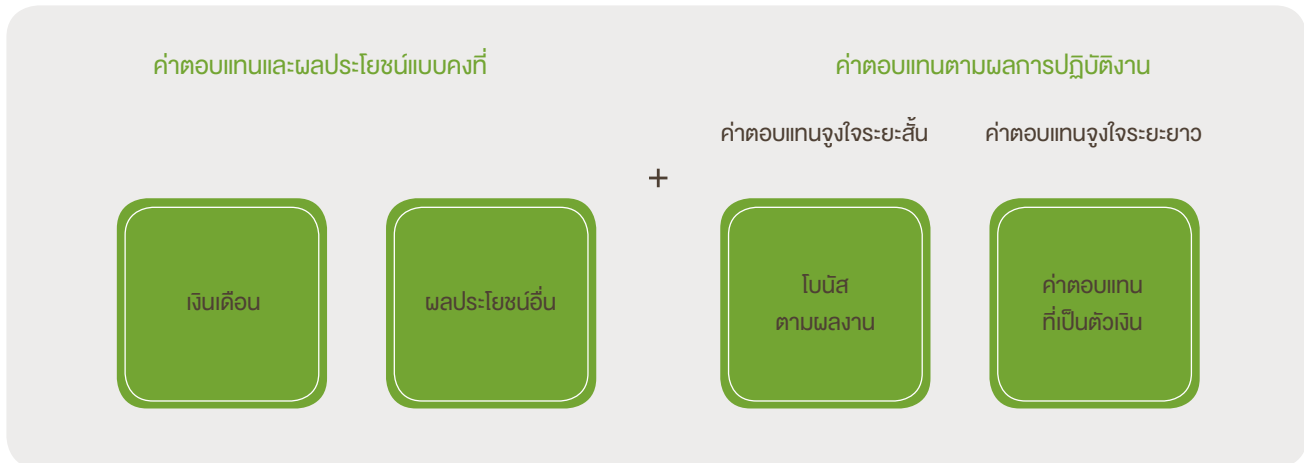 ค่าตอบแทนและผลประโยชน์แบบคงที่
ค่าตอบแทนตามผลการปฏิบัติงาน
ค่าตอบแทนจูงใจระยะสั้น
ค่าตอบแทนจูงใจระยะยาว
+
เงินเดือน
ผลประโยชน์อื่น
โบนัส
ตามผลงาน
ค่าตอบแทน
ที่เป็นตัวเงิน